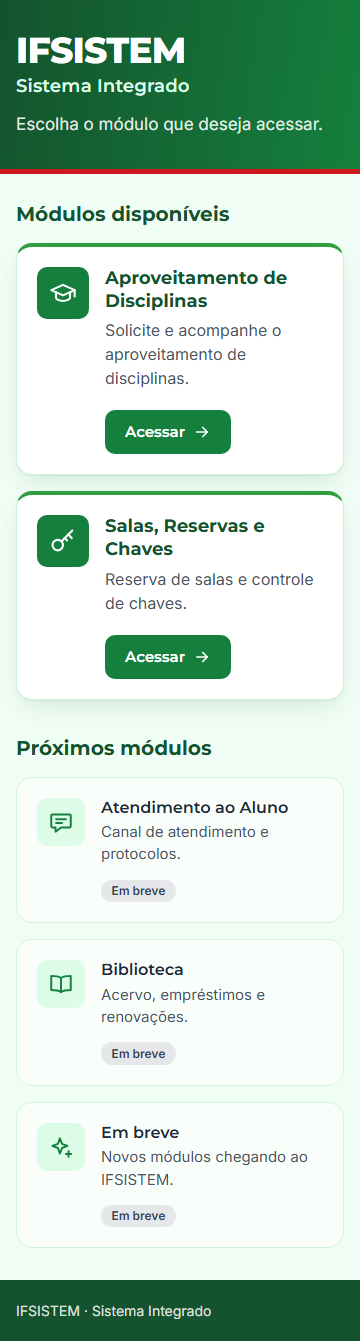 IFSISTEM
Sistema Integrado
Escolha o módulo que deseja acessar.
Módulos disponíveis
Aproveitamento de
Disciplinas
Solicite e acompanhe o
aproveitamento de
disciplinas.
Acessar →
Salas, Reservas e
Chaves
Reserva de salas e controle
de chaves.
Acessar →
Próximos módulos
Atendimento ao Aluno
Canal de atendimento e
protocolos.
Em breve
Biblioteca
Acervo, empréstimos e
renovações.
Em breve
Em breve
Novos módulos chegando ao
IFSISTEM.
Em breve
IFSISTEM · Sistema Integrado